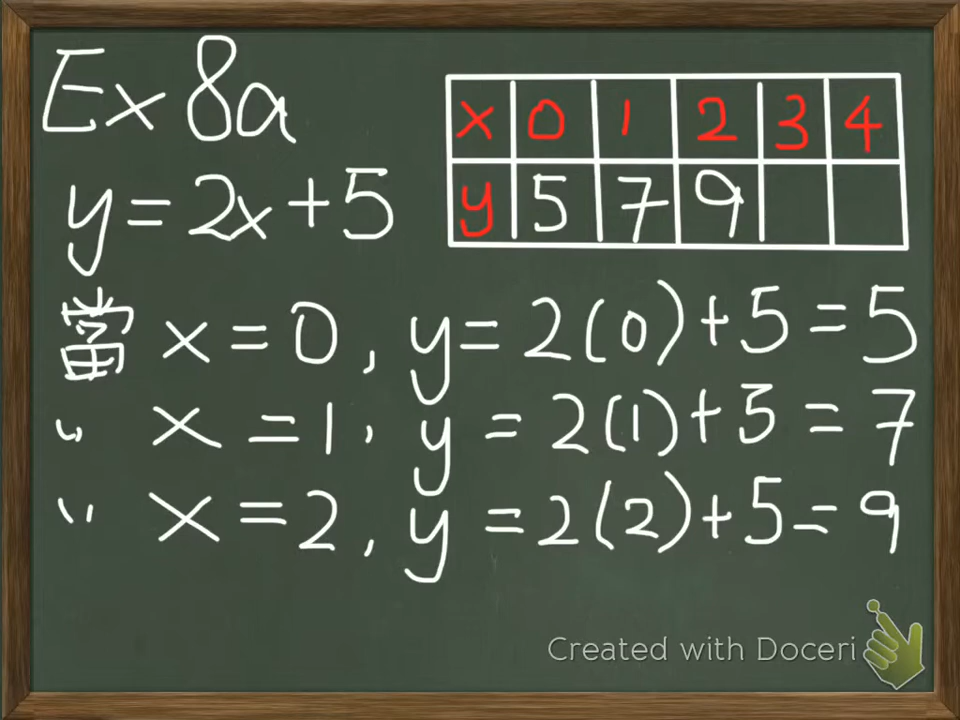 Ex 8a
x 0 1 2 3 4
y = 2x + 5
y 5 7 9
當 x = 0, y = 2(0) + 5 = 5
〃 x = 1, y = 2(1) + 5 = 7
〃 x = 2, y = 2(2) + 5 = 9
Created with Doceri